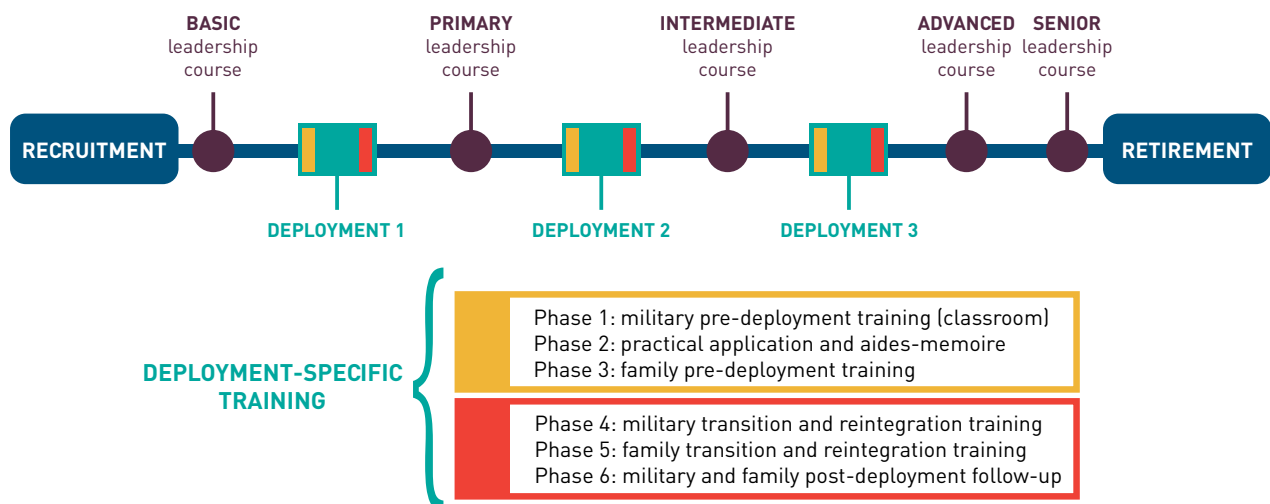 BASIC
leadership
course
PRIMARY
leadership
course
INTERMEDIATE
leadership
course
ADVANCED
leadership
course
SENIOR
leadership
course
RECRUITMENT
RETIREMENT
DEPLOYMENT 1
DEPLOYMENT 2
DEPLOYMENT 3
DEPLOYMENT-SPECIFIC
TRAINING
Phase 1: military pre-deployment training (classroom)
Phase 2: practical application and aides-memoire
Phase 3: family pre-deployment training
Phase 4: military transition and reintegration training
Phase 5: family transition and reintegration training
Phase 6: military and family post-deployment follow-up